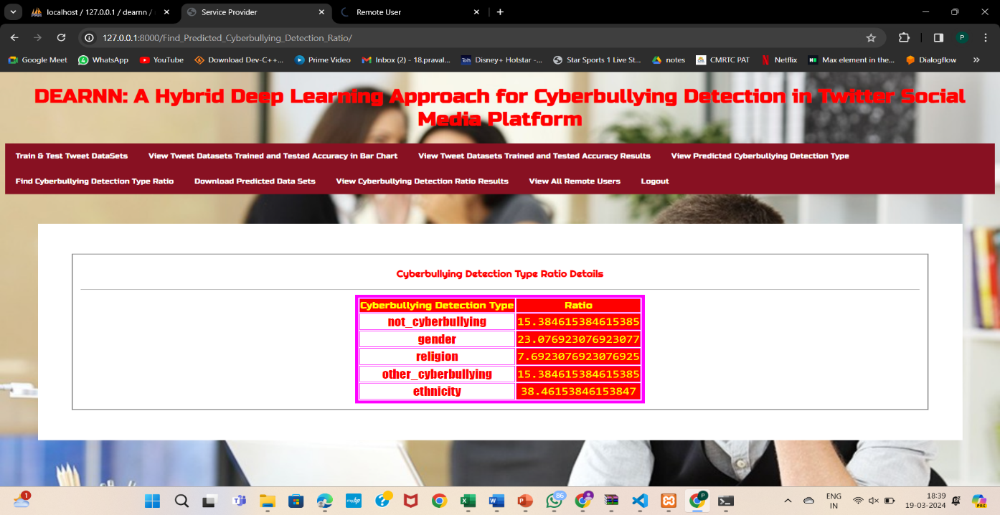 localhost / 127.0.0.1 / dearnn /
Service Provider
Remote User
127.0.0.1:8000/Find_Predicted_Cyberbullying_Detection_Ratio/
P
Google Meet WhatsApp YouTube Download Dev-C++... Prime Video Inbox (2) - 18.praval... Disney+ Hotstar -... Star Sports 1 Live St... notes CMRTC PAT Netflix Max element in the... Dialogflow
DEARNN: A Hybrid Deep Learning Approach for Cyberbullying Detection in Twitter Social
Media Platform
Train & Test Tweet DataSets View Tweet Datasets Trained and Tested Accuracy in Bar Chart View Tweet Datasets Trained and Tested Accuracy Results View Predicted Cyberbullying Detection Type
Find Cyberbullying Detection Type Ratio Download Predicted Data Sets View Cyberbullying Detection Ratio Results View All Remote Users Logout
Cyberbullying Detection Type Ratio Details
Cyberbullying Detection Type Ratio
not_cyberbullying 15.384615384615385
gender 23.076923076923077
religion 7.6923076923076925
other_cyberbullying 15.384615384615385
ethnicity 38.46153846153847
1
86
P
ENG
IN
18:39
19-03-2024
PRE